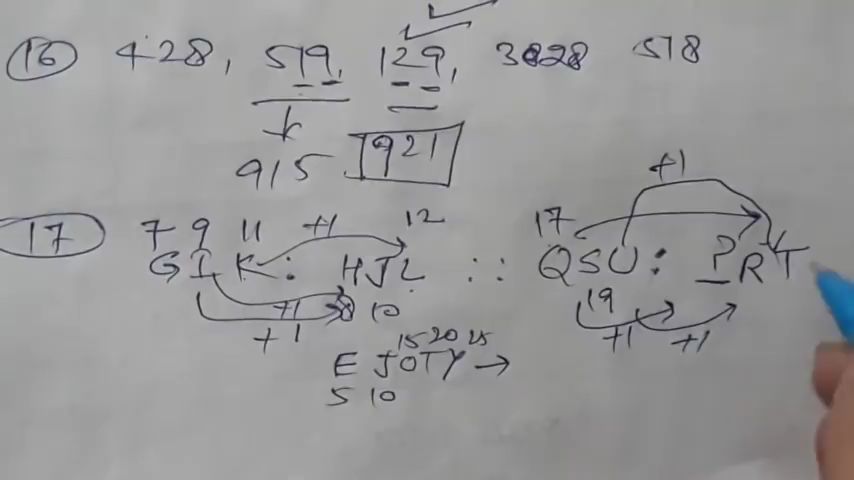 16 428, 519, 129, 3828 518
915 921
+1
7 9 11 +1 12 17
17 GIK: HJL :: QSU: PRT
+1 8 10 19
+1 +1 +1
15 20 25
EJOTY →
5 10